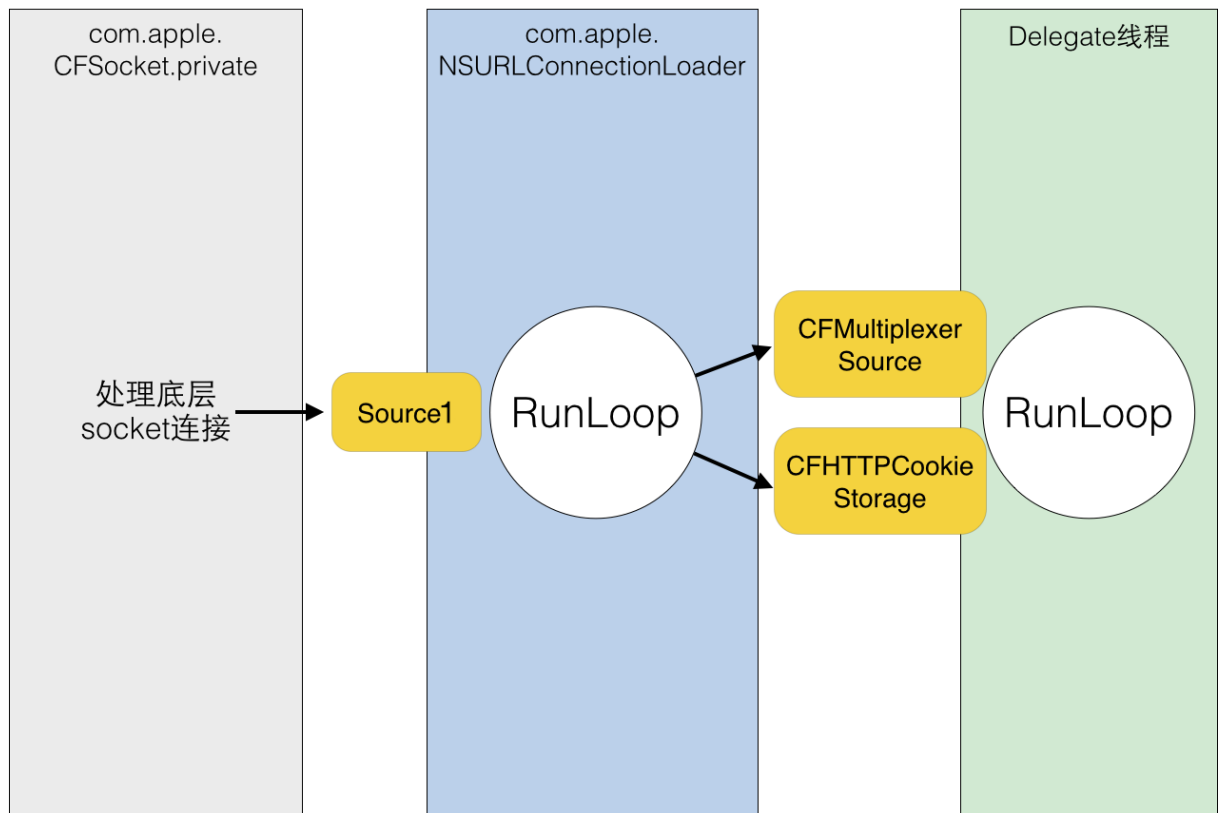 com.apple.
CFSocket.private
com.apple.
NSURLConnectionLoader
Delegate线程
处理底层
socket连接
Source1
RunLoop
CFMultiplexer
Source
CFHTTPCookie
Storage
RunLoop